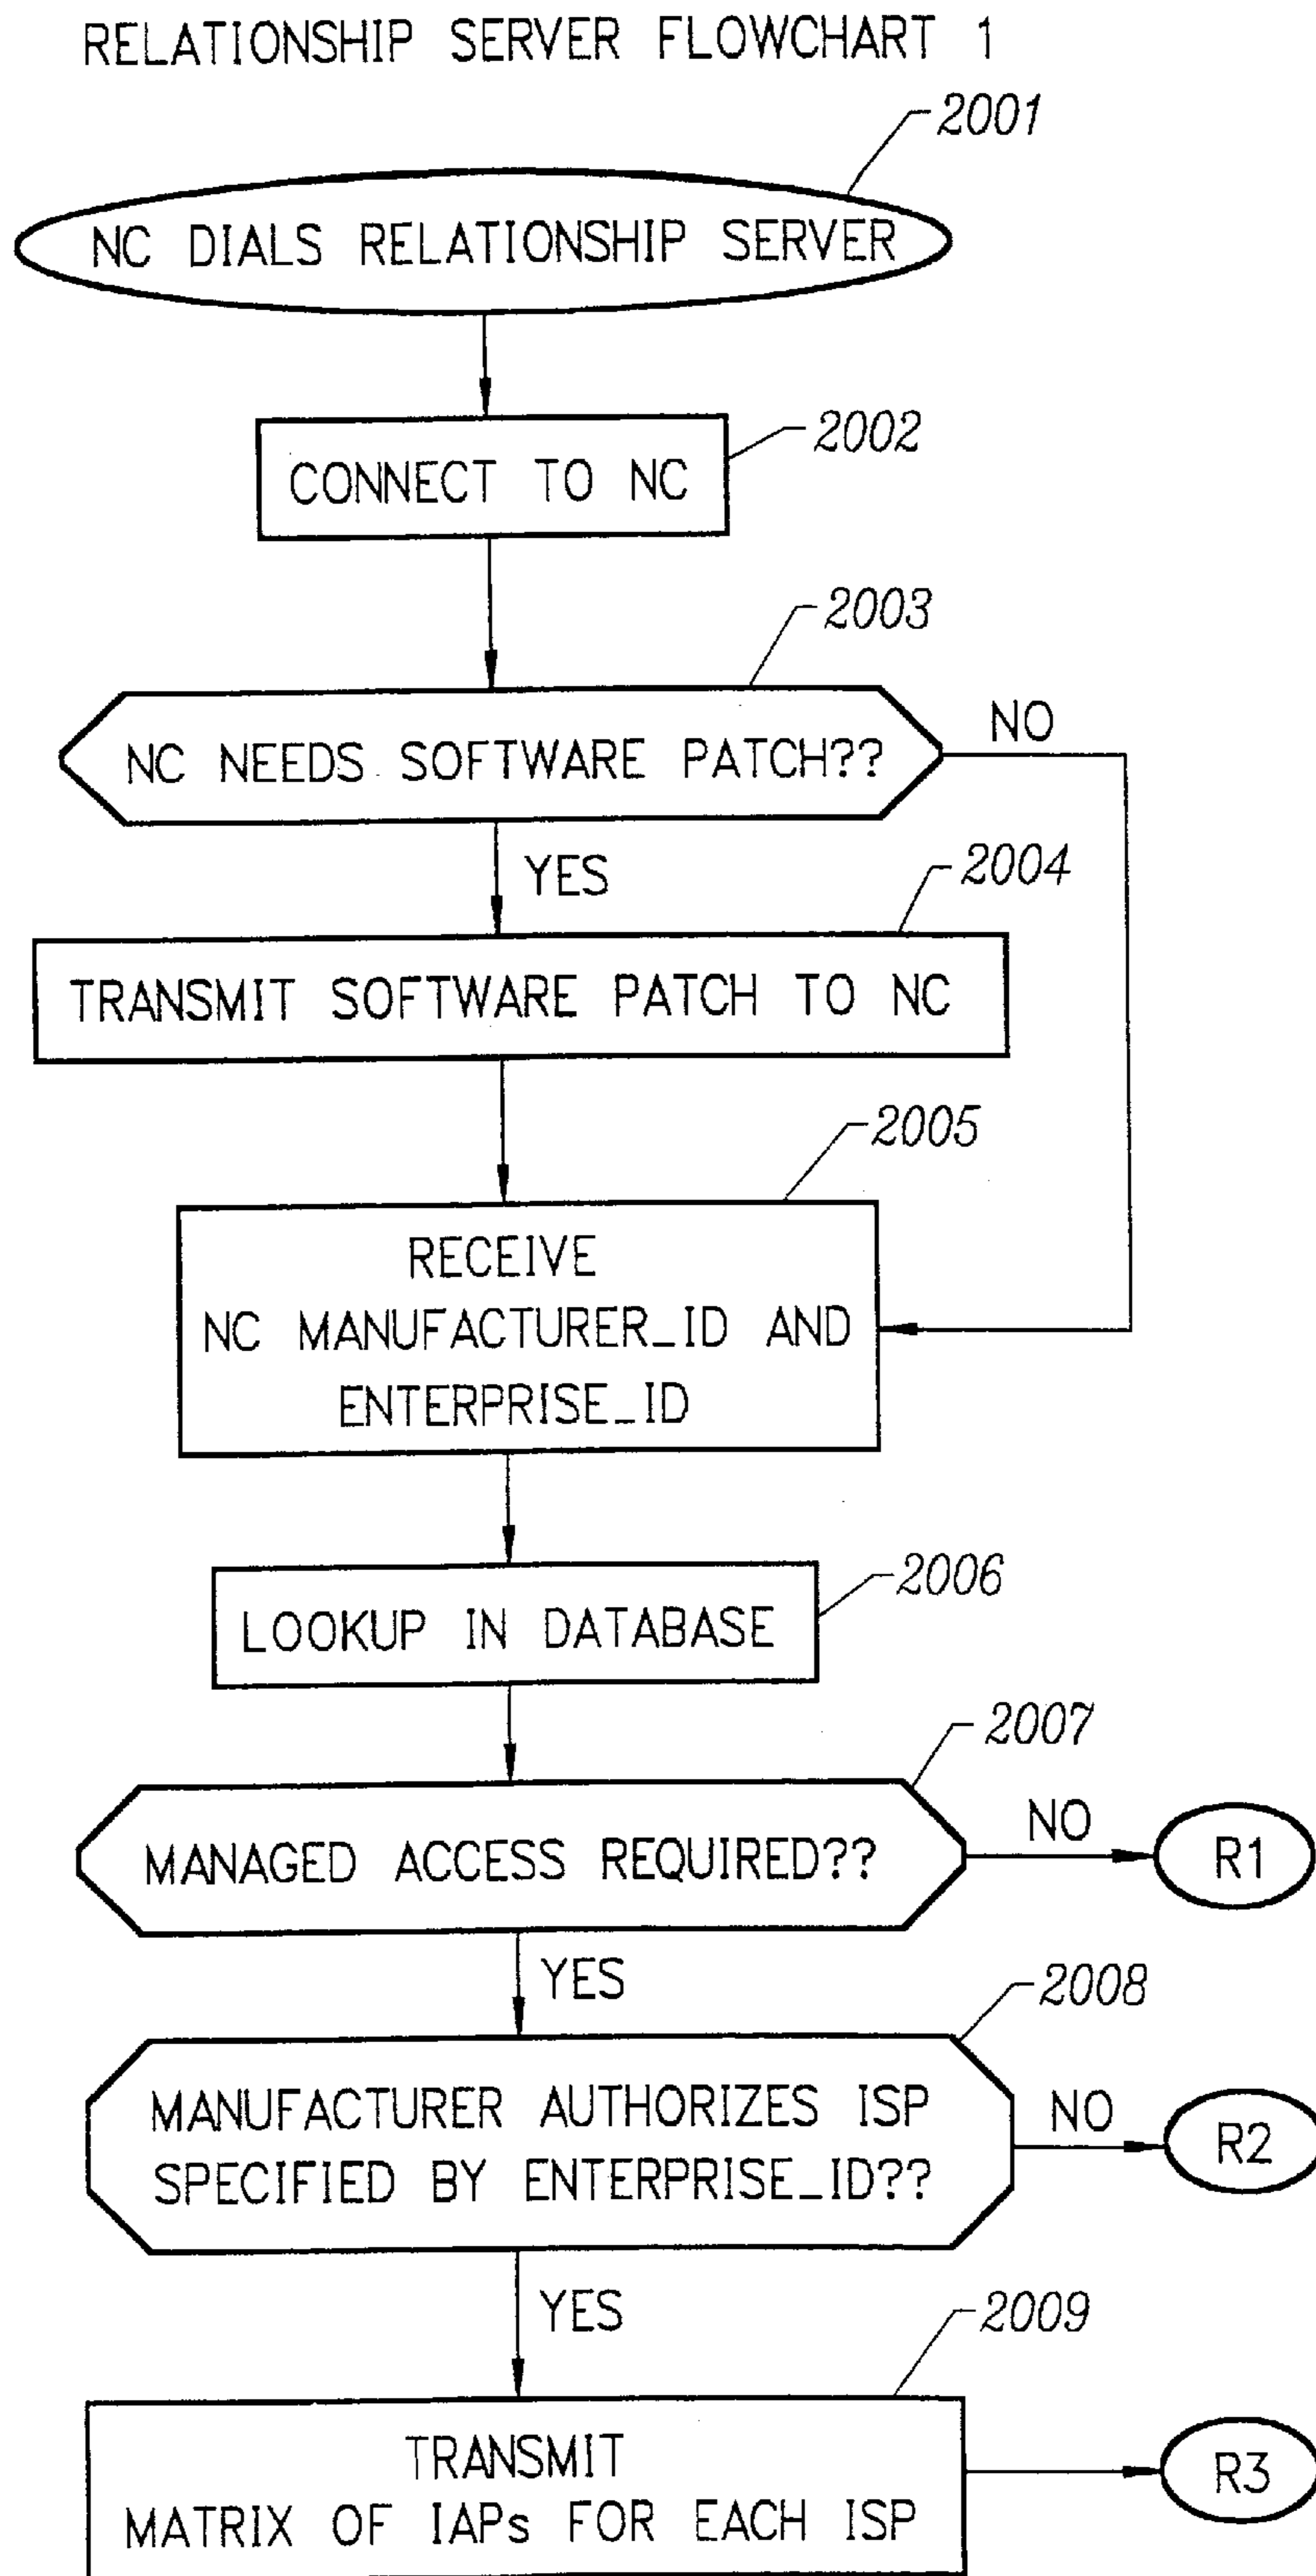 RELATIONSHIP SERVER FLOWCHART 1
2001
NC DIALS RELATIONSHIP SERVER
2002
CONNECT TO NC
2003
NC NEEDS SOFTWARE PATCH??
NO
YES
2004
TRANSMIT SOFTWARE PATCH TO NC
2005
RECEIVE
NC MANUFACTURER_ID AND
ENTERPRISE_ID
2006
LOOKUP IN DATABASE
2007
MANAGED ACCESS REQUIRED??
NO
R1
YES
2008
MANUFACTURER AUTHORIZES ISP
SPECIFIED BY ENTERPRISE_ID??
NO
R2
YES
2009
TRANSMIT
MATRIX OF IAPs FOR EACH ISP
R3